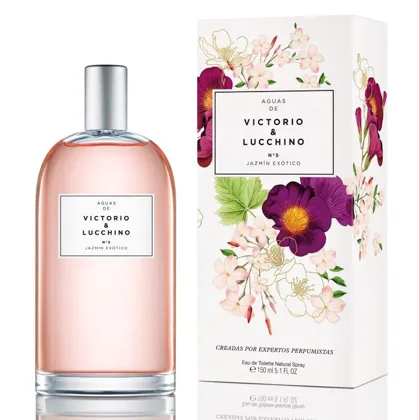 AGUAS
DE
VICTORIO
&
LUCCHINO
Nº5
JAZMÍN EXÓTICO
AGUAS
DE
VICTORIO
&
LUCCHINO
Nº5
JAZMÍN EXÓTICO
CREADAS POR EXPERTOS PERFUMISTAS
Eau de Toilette Natural Spray
℮ 150 ml 5.1 FL. OZ